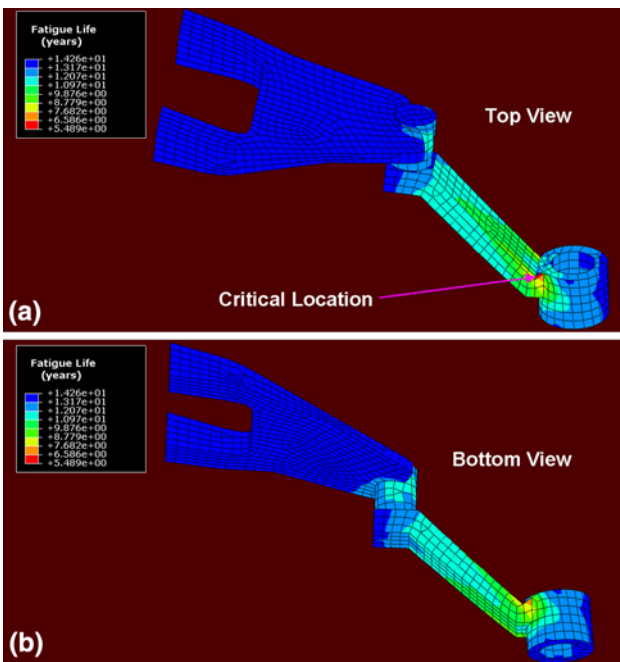 Fatigue Life
(years)
+1.426e+01
+1.317e+01
+1.207e+01
+1.097e+01
+9.876e+00
+8.779e+00
+7.682e+00
+6.586e+00
+5.489e+00
Top View
Critical Location
(a)
Fatigue Life
(years)
+1.426e+01
+1.317e+01
+1.207e+01
+1.097e+01
+9.876e+00
+8.779e+00
+7.682e+00
+6.586e+00
+5.489e+00
Bottom View
(b)